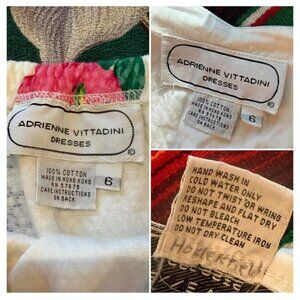 ADRIENNE VITTADINI
DRESSES
©
100% COTTON
MADE IN HONG KONG
RN 57675
CARE INSTRUCTIONS
ON BACK
6
ADRIENNE VITTADINI
DRESSES
©
100% COTTON
MADE IN HONG KONG
RN 57675
CARE INSTRUCTIONS
ON BACK
6
HAND WASH IN
COLD WATER ONLY
DO NOT TWIST OR WRING
RESHAPE AND FLAT DRY
DO NOT BLEACH
LOW TEMPERATURE IRON
DO NOT DRY CLEAN